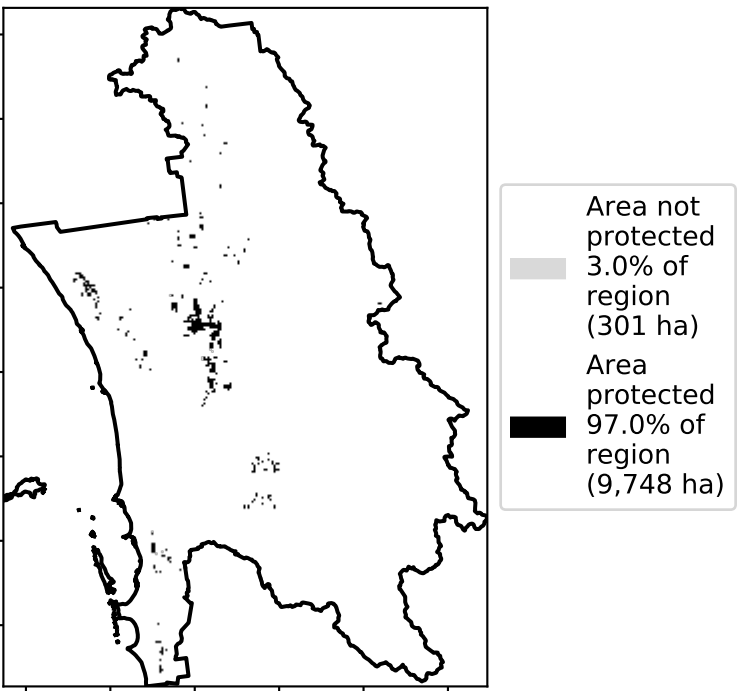 Area not
protected
3.0% of
region
(301 ha)
Area
protected
97.0% of
region
(9,748 ha)